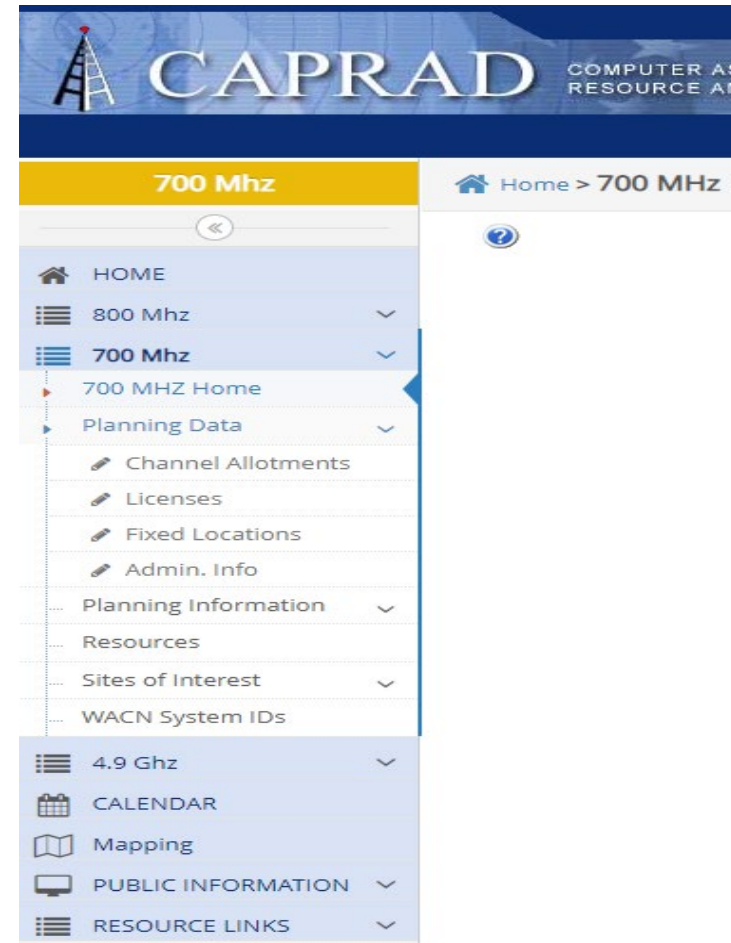 CAPRAD
COMPUTER
RESOURCE
700 Mhz
Home > 700 MHz
HOME
800 Mhz
700 Mhz
700 MHZ Home
Planning Data
Channel Allotments
Licenses
Fixed Locations
Admin. Info
Planning Information
Resources
Sites of Interest
WACN System IDs
4.9 Ghz
CALENDAR
Mapping
PUBLIC INFORMATION
RESOURCE LINKS